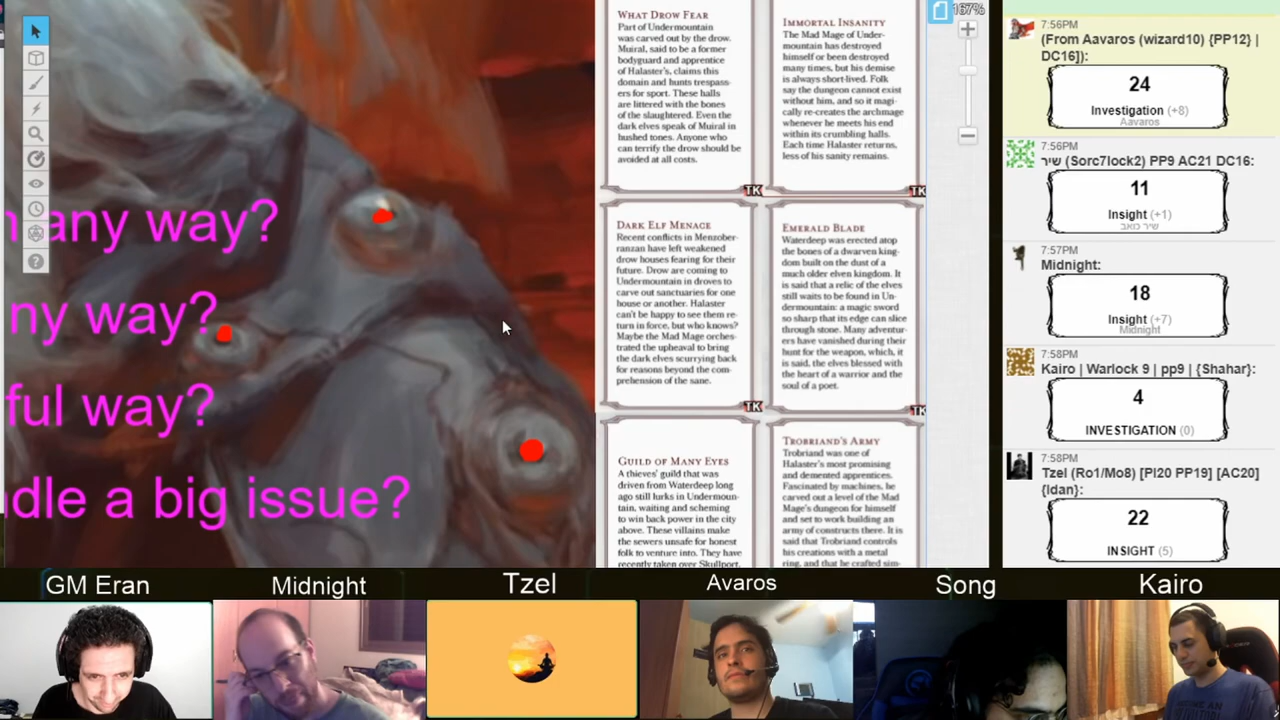 n any way?
ny way?
ful way?
dle a big issue?
WHAT DROW FEAR
Part of Undermountain
was carved out by the drow.
Muiral, said to be a former
bodyguard and apprentice
of Halaster's, claims this
domain and hunts trespass-
ers for sport. These halls
are littered with the bones
of the slaughtered. Even the
dark elves speak of Muiral in
hushed tones. Anyone who
can terrify the drow should be
avoided at all costs.
TK
IMMORTAL INSANITY
The Mad Mage of Under-
mountain has destroyed
himself or been destroyed
many times, but his demise
is always short-lived. Folk
say the dungeon cannot exist
without him, and so it magi-
cally re-creates the archmage
whenever he meets his end
within its crumbling halls.
Each time Halaster returns,
less of his sanity remains.
TK
DARK ELF MENACE
Recent conflicts in Menzober-
ranzan have left weakened
drow houses fearing for their
future. Drow are coming to
Undermountain in droves to
carve out sanctuaries for one
house or another. Halaster
can't be happy to see them re-
turn in force, but who knows?
Maybe the Mad Mage orches-
trated the upheaval to bring
the dark elves scurrying back
for reasons beyond the com-
prehension of the sane.
TK
EMERALD BLADE
Waterdeep was erected atop
the bones of a dwarven king-
dom built on the dust of a
much older elven kingdom. It
is said that a relic of the elves
still waits to be found in Un-
dermountain: a magic sword
so sharp that its edge can slice
through stone. Many adventur-
ers have vanished during their
hunt for the weapon, which, it
is said, the elves blessed with
the heart of a warrior and the
soul of a poet.
TK
GUILD OF MANY EYES
A thieves' guild that was
driven from Waterdeep long
ago still lurks in Undermoun-
tain, waiting and scheming
to win back power in the city
above. These villains make
the sewers unsafe for honest
folk to venture into. They have
recently taken over Skullport,
TROBRIAND'S ARMY
Trobriand was one of
Halaster's most promising
and demented apprentices.
Fascinated by machines, he
carved out a level of the Mad
Mage's dungeon for himself
and set to work building an
army of constructs there. It is
said that Trobriand controls
his creations with a metal
ring, and that he crafted sim-
7:56PM
(From Aavaros (wizard10) {PP12} |
DC16]):
24
Investigation (+8)
Aavaros
7:56PM
שיר (Sorc7lock2) PP9 AC21 DC16:
11
Insight (+1)
שיר כואב
7:57PM
Midnight:
18
Insight (+7)
Midnight
7:58PM
Kairo | Warlock 9 | pp9 | {Shahar}:
4
INVESTIGATION (0)
7:58PM
Tzel (Ro1/Mo8) [PI20 PP19] [AC20]
{Idan}:
22
INSIGHT (5)
GM Eran
Midnight
Tzel
Avaros
Song
Kairo